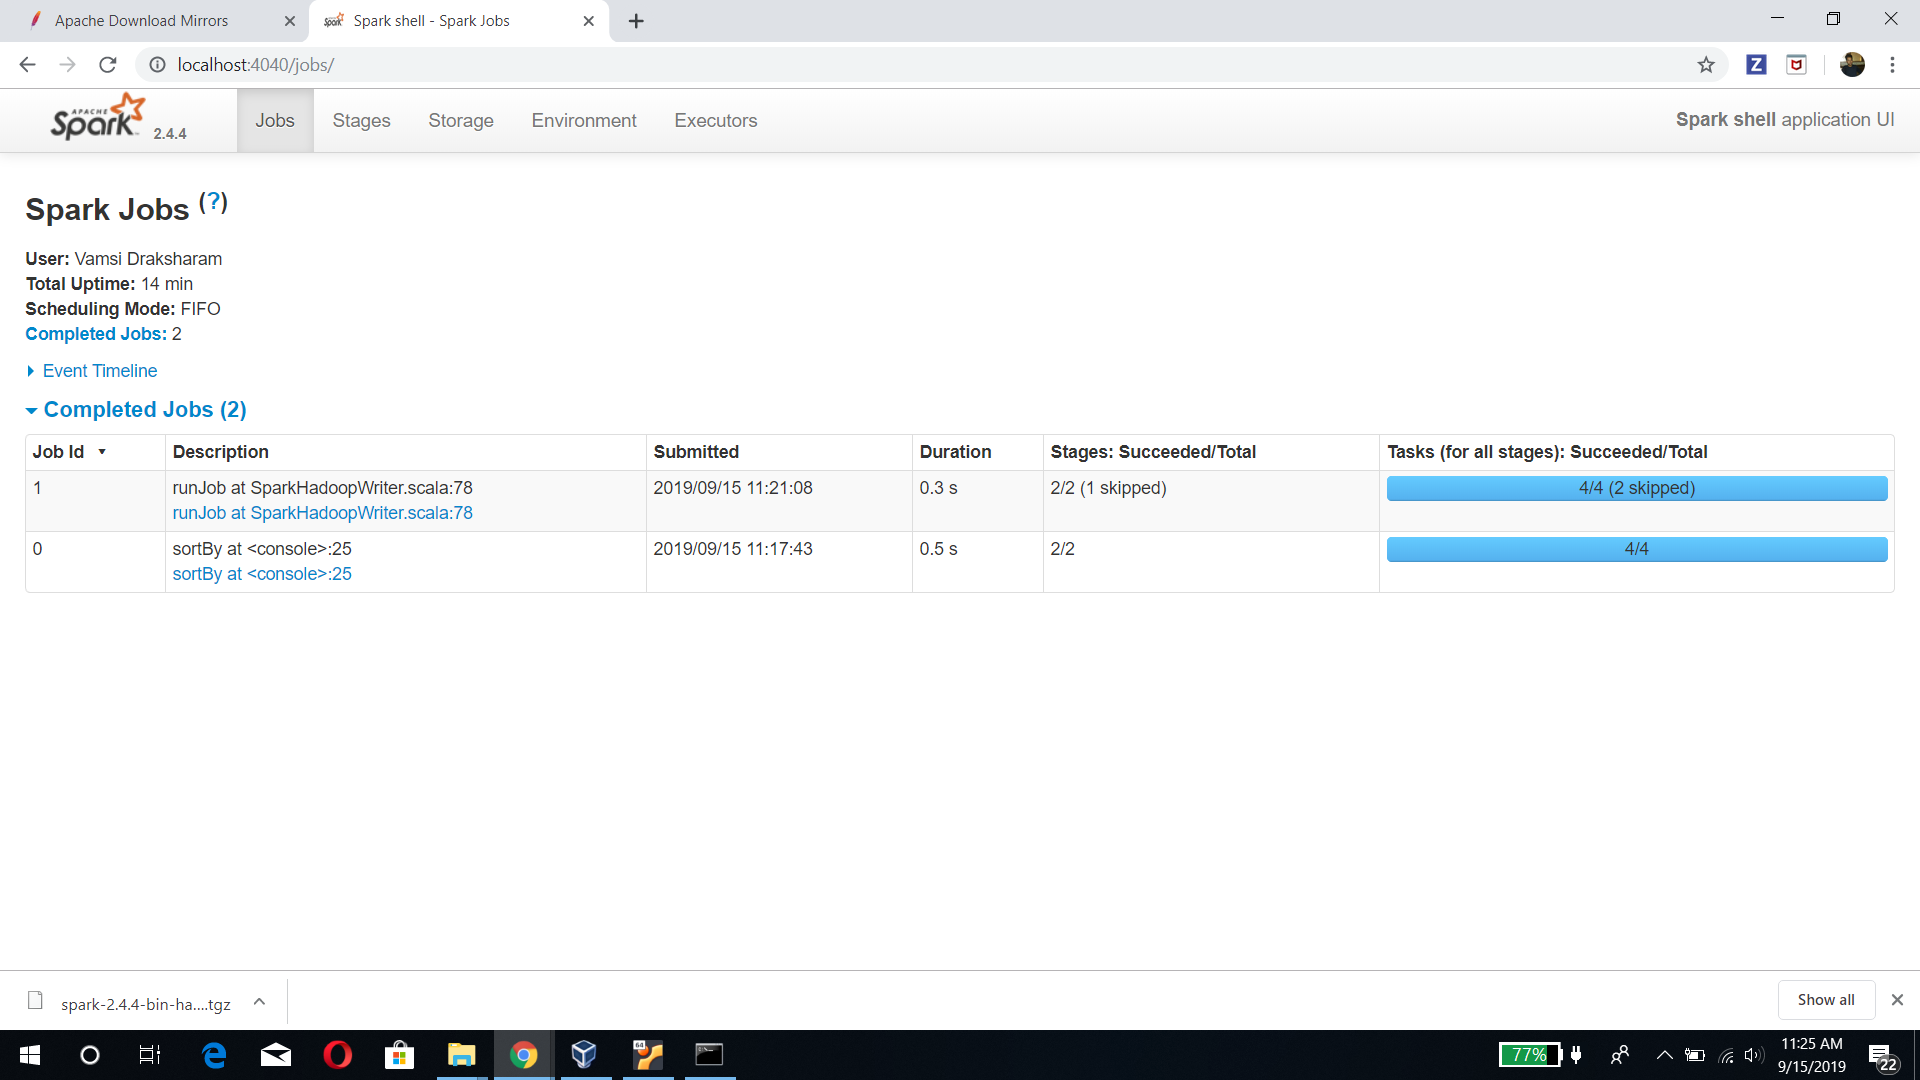 Apache Download Mirrors
Spark shell - Spark Jobs
localhost:4040/jobs/
APACHE Spark 2.4.4
Jobs Stages Storage Environment Executors
Spark shell application UI
Spark Jobs (?)
User: Vamsi Draksharam
Total Uptime: 14 min
Scheduling Mode: FIFO
Completed Jobs: 2
Event Timeline
Completed Jobs (2)
Job Id Description Submitted Duration Stages: Succeeded/Total Tasks (for all stages): Succeeded/Total
1 runJob at SparkHadoopWriter.scala:78 2019/09/15 11:21:08 0.3 s 2/2 (1 skipped) 4/4 (2 skipped)
runJob at SparkHadoopWriter.scala:78
0 sortBy at <console>:25 2019/09/15 11:17:43 0.5 s 2/2 4/4
sortBy at <console>:25
spark-2.4.4-bin-ha....tgz
Show all
64
77%
11:25 AM
9/15/2019
22